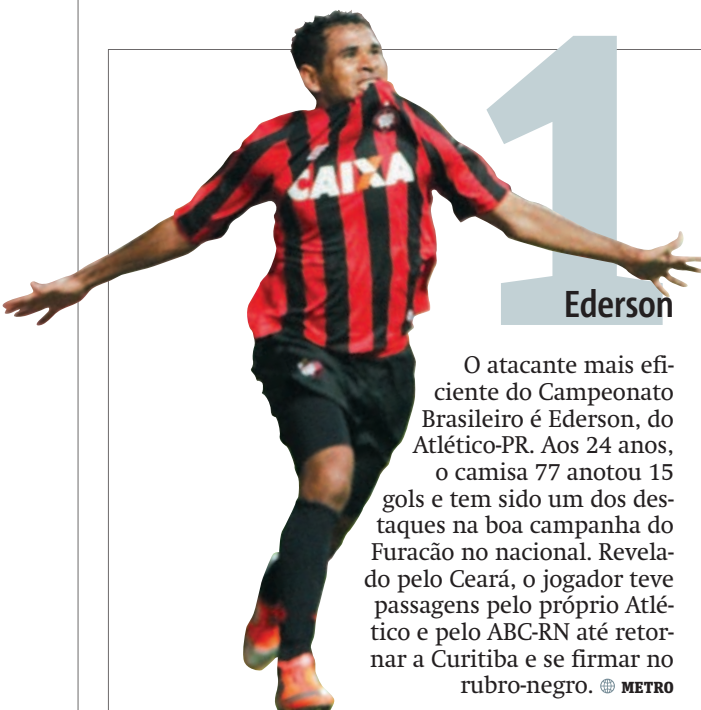 CAIXA
1
Ederson
O atacante mais efi-
ciente do Campeonato
Brasileiro é Ederson, do
Atlético-PR. Aos 24 anos,
o camisa 77 anotou 15
gols e tem sido um dos des-
taques na boa campanha do
Furacão no nacional. Revela-
do pelo Ceará, o jogador teve
passagens pelo próprio Atlé-
tico e pelo ABC-RN até retor-
nar a Curitiba e se firmar no
rubro-negro. METRO